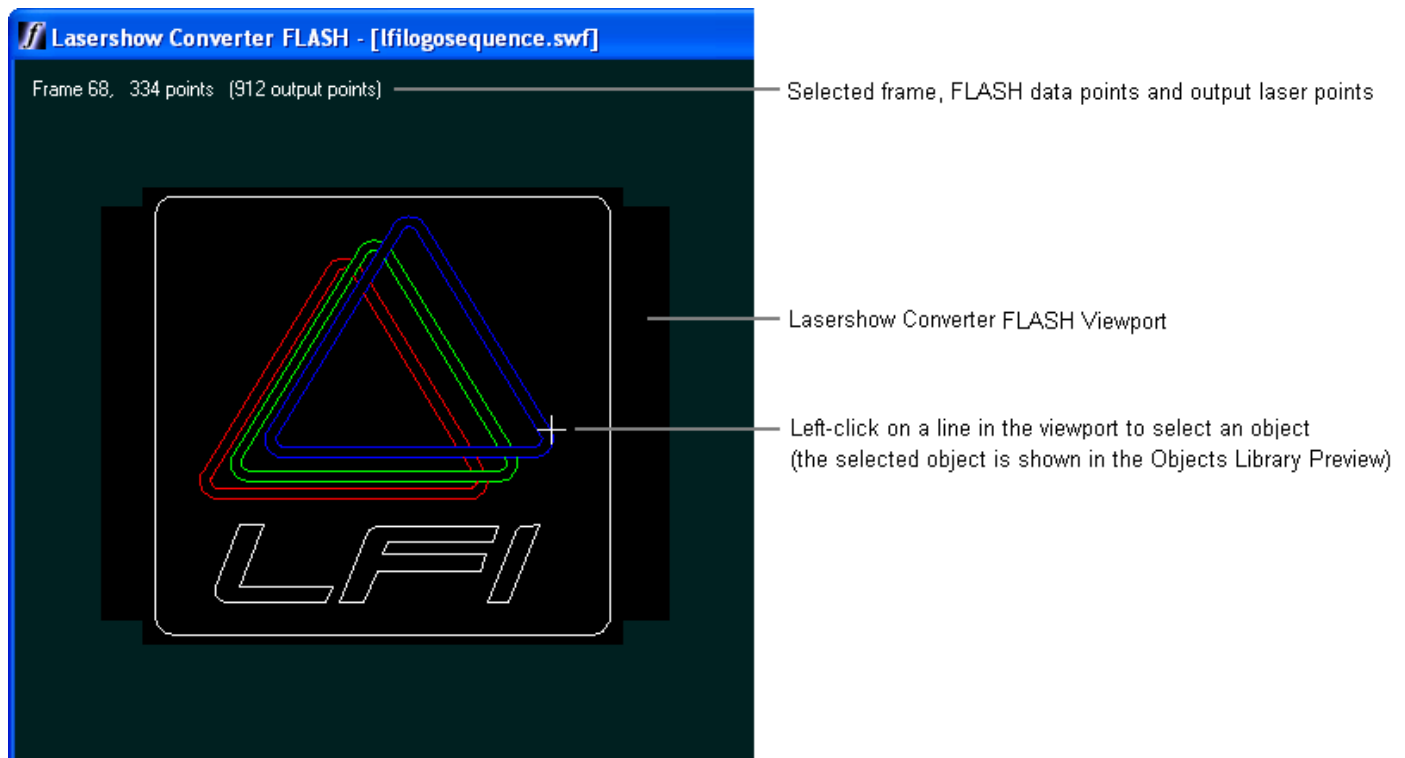 Lasershow Converter FLASH - [lfilogosequence.swf]
Frame 68, 334 points (912 output points)
Selected frame, FLASH data points and output laser points
Lasershow Converter FLASH Viewport
Left-click on a line in the viewport to select an object
(the selected object is shown in the Objects Library Preview)
LFI